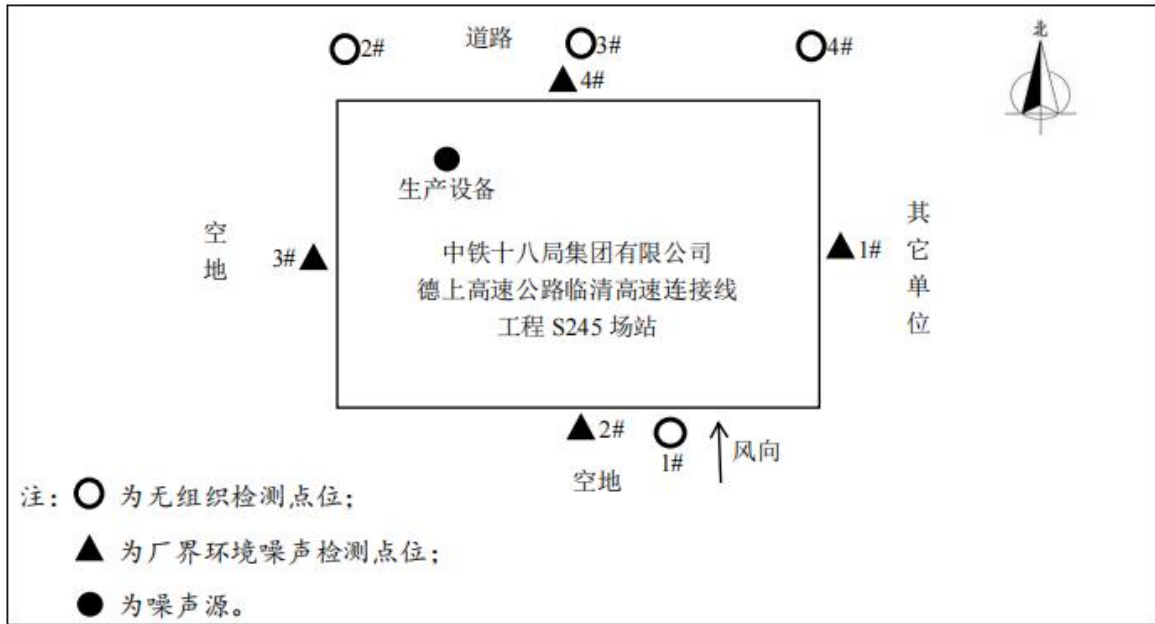 2#
道路
3#
4#
北
4#
生产设备
空地
3#
中铁十八局集团有限公司
德上高速公路临清高速连接线
工程 S245 场站
1#
其它单位
2#
1#
风向
空地
注： 为无组织检测点位；
为厂界环境噪声检测点位；
为噪声源。